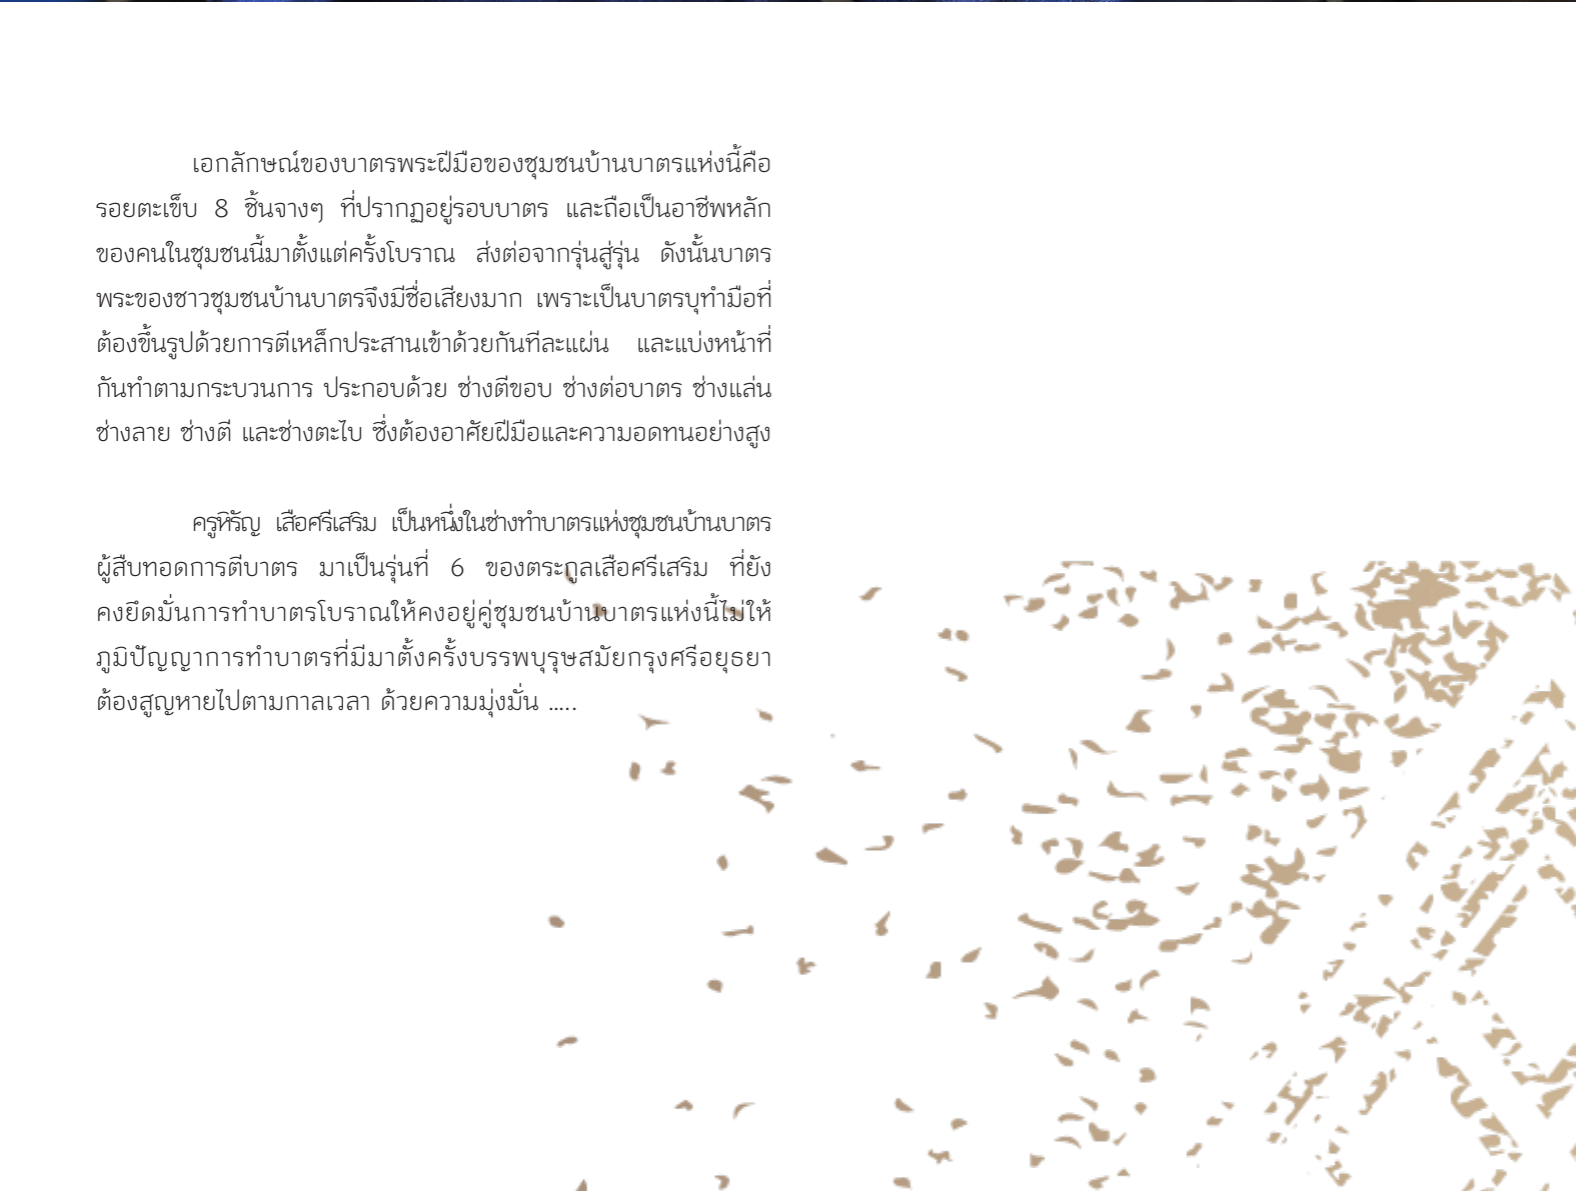 เอกลักษณ์ของบาตรพระฝีมือของชุมชนบ้านบาตรแห่งนี้คือ
รอยตะเข็บ 8 ชิ้นจางๆ ที่ปรากฏอยู่รอบบาตร และถือเป็นอาชีพหลัก
ของคนในชุมชนนี้มาตั้งแต่ครั้งโบราณ ส่งต่อจากรุ่นสู่รุ่น ดังนั้นบาตร
พระของชาวชุมชนบ้านบาตรจึงมีชื่อเสียงมาก เพราะเป็นบาตรบุทำมือที่
ต้องขึ้นรูปด้วยการตีเหล็กประสานเข้าด้วยกันทีละแผ่น และแบ่งหน้าที่
กันทำตามกระบวนการ ประกอบด้วย ช่างตีขอบ ช่างต่อบาตร ช่างแล่น
ช่างลาย ช่างตี และช่างตะไบ ซึ่งต้องอาศัยฝีมือและความอดทนอย่างสูง
ครูหิรัญ เสือศรีเสริม เป็นหนึ่งในช่างทำบาตรแห่งชุมชนบ้านบาตร
ผู้สืบทอดการตีบาตร มาเป็นรุ่นที่ 6 ของตระกูลเสือศรีเสริม ที่ยัง
คงยึดมั่นการทำบาตรโบราณให้คงอยู่คู่ชุมชนบ้านบาตรแห่งนี้ไม่ให้
ภูมิปัญญาการทำบาตรที่มีมาตั้งครั้งบรรพบุรุษสมัยกรุงศรีอยุธยา
ต้องสูญหายไปตามกาลเวลา ด้วยความมุ่งมั่น .....